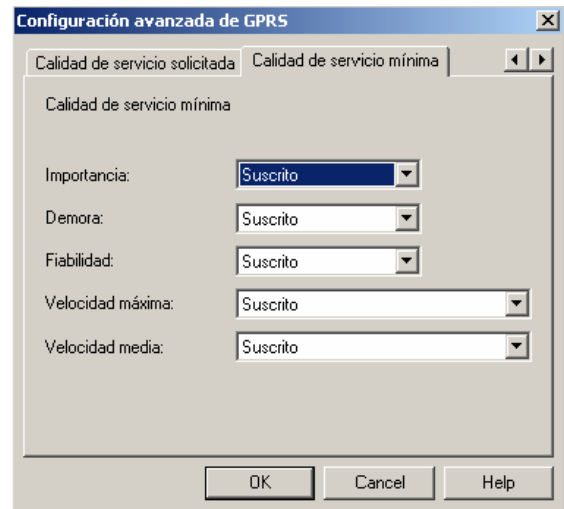 Configuración avanzada de GPRS
Calidad de servicio solicitada Calidad de servicio mínima
Calidad de servicio mínima
Importancia: Suscrito
Demora: Suscrito
Fiabilidad: Suscrito
Velocidad máxima: Suscrito
Velocidad media: Suscrito
OK Cancel Help